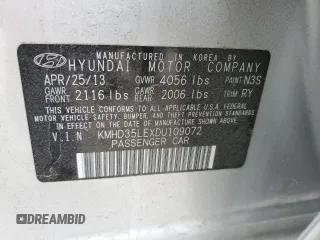 MANUFACTURED IN KOREA BY
HYUNDAI MOTOR COMPANY
APR/25/13 GVWR 4056 lbs PAINT N3S
GAWR FRONT 2116 lbs GAWR REAR 2006 lbs TRIM RY
THIS VEHICLE CONFORMS TO ALL APPLICABLE U.S. FEDERAL
MOTOR VEHICLE SAFETY, BUMPER, AND THEFT PREVENTION
STANDARDS IN EFFECT ON THE DATE OF MANUFACTURE SHOWN ABOVE.
V.I.N KMHD35LEXDU109072
PASSENGER CAR
DREAMBID
DREAMBID.COM